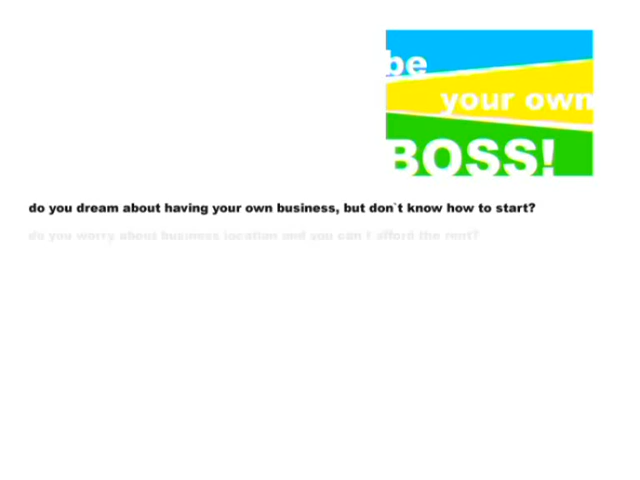 be
your own
BOSS!
do you dream about having your own business, but don`t know how to start?
do you worry about business location and you can`t afford the rent?